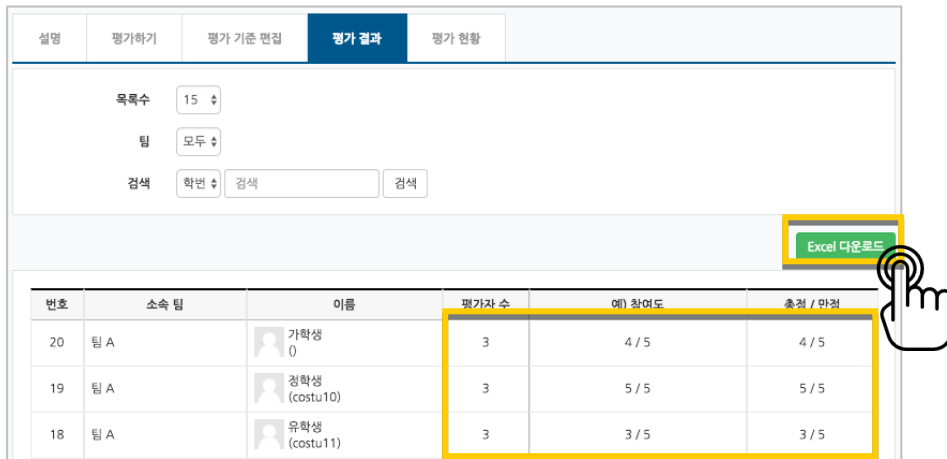 설명 평가하기 평가 기준 편집 평가 결과 평가 현황
목록수 15
팀 모두
검색 학번 검색 검색
Excel 다운로드
번호 소속 팀 이름 평가자 수 예) 참여도 총점 / 만점
20 팀 A 가학생 3 4 / 5 4 / 5
()
19 팀 A 정학생 3 5 / 5 5 / 5
(costu10)
18 팀 A 유학생 3 3 / 5 3 / 5
(costu11)